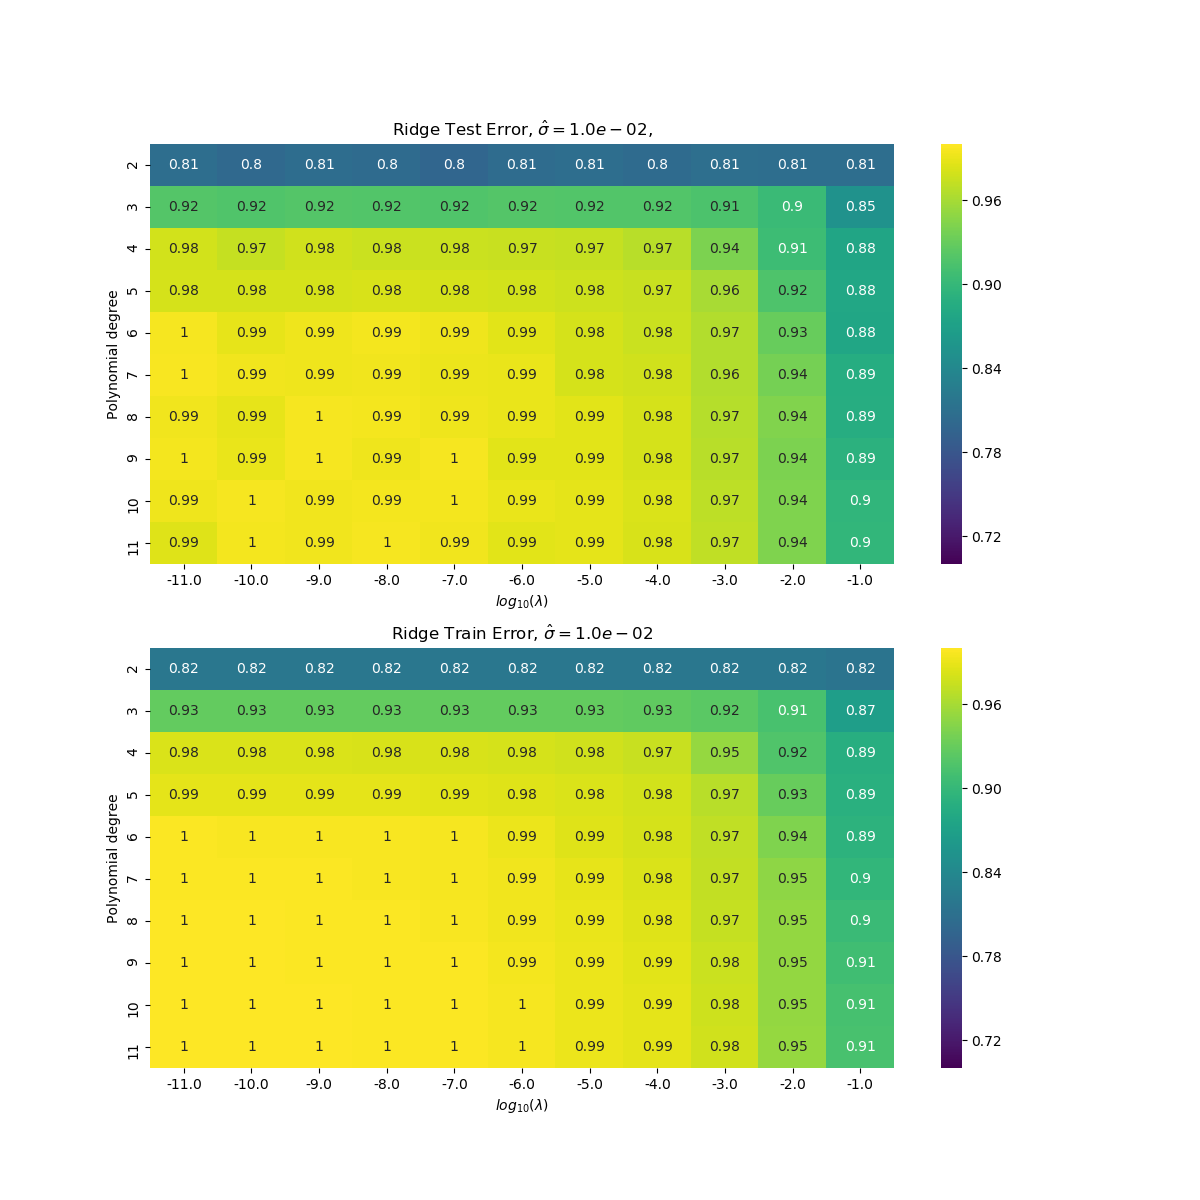 Ridge Test Error, σ̂ = 1.0e − 02,
2 0.81 0.8 0.81 0.8 0.8 0.81 0.81 0.8 0.81 0.81 0.81
3 0.92 0.92 0.92 0.92 0.92 0.92 0.92 0.92 0.91 0.9 0.85
4 0.98 0.97 0.98 0.98 0.98 0.97 0.97 0.97 0.94 0.91 0.88
5 0.98 0.98 0.98 0.98 0.98 0.98 0.98 0.97 0.96 0.92 0.88
6 1 0.99 0.99 0.99 0.99 0.99 0.98 0.98 0.97 0.93 0.88
7 1 0.99 0.99 0.99 0.99 0.99 0.98 0.98 0.96 0.94 0.89
8 0.99 0.99 1 0.99 0.99 0.99 0.99 0.98 0.97 0.94 0.89
9 1 0.99 1 0.99 1 0.99 0.99 0.98 0.97 0.94 0.89
10 0.99 1 0.99 0.99 1 0.99 0.99 0.98 0.97 0.94 0.9
11 0.99 1 0.99 1 0.99 0.99 0.99 0.98 0.97 0.94 0.9
-11.0 -10.0 -9.0 -8.0 -7.0 -6.0 -5.0 -4.0 -3.0 -2.0 -1.0
log₁₀(λ)
Polynomial degree
0.96
0.90
0.84
0.78
0.72
Ridge Train Error, σ̂ = 1.0e − 02
2 0.82 0.82 0.82 0.82 0.82 0.82 0.82 0.82 0.82 0.82 0.82
3 0.93 0.93 0.93 0.93 0.93 0.93 0.93 0.93 0.92 0.91 0.87
4 0.98 0.98 0.98 0.98 0.98 0.98 0.98 0.97 0.95 0.92 0.89
5 0.99 0.99 0.99 0.99 0.99 0.98 0.98 0.98 0.97 0.93 0.89
6 1 1 1 1 1 0.99 0.99 0.98 0.97 0.94 0.89
7 1 1 1 1 1 0.99 0.99 0.98 0.97 0.95 0.9
8 1 1 1 1 1 0.99 0.99 0.98 0.97 0.95 0.9
9 1 1 1 1 1 0.99 0.99 0.99 0.98 0.95 0.91
10 1 1 1 1 1 1 0.99 0.99 0.98 0.95 0.91
11 1 1 1 1 1 1 0.99 0.99 0.98 0.95 0.91
-11.0 -10.0 -9.0 -8.0 -7.0 -6.0 -5.0 -4.0 -3.0 -2.0 -1.0
log₁₀(λ)
Polynomial degree
0.96
0.90
0.84
0.78
0.72